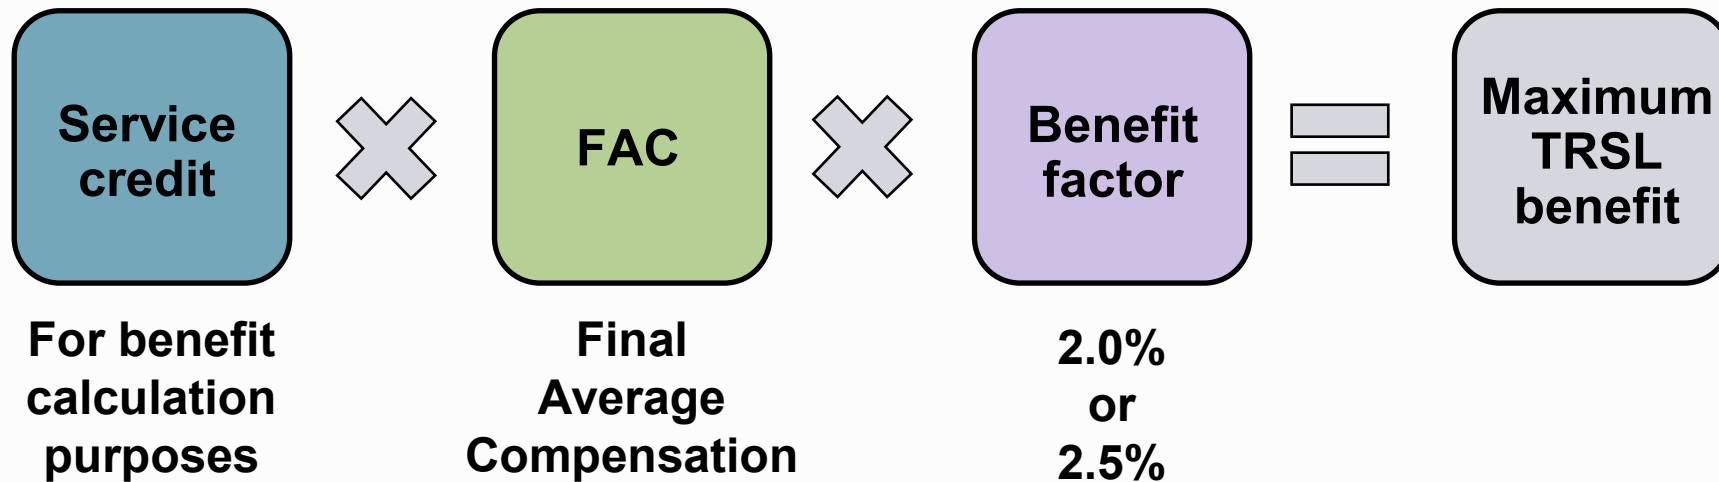 Service
credit
FAC
Benefit
factor
Maximum
TRSL
benefit
For benefit
calculation
purposes
Final
Average
Compensation
2.0%
or
2.5%